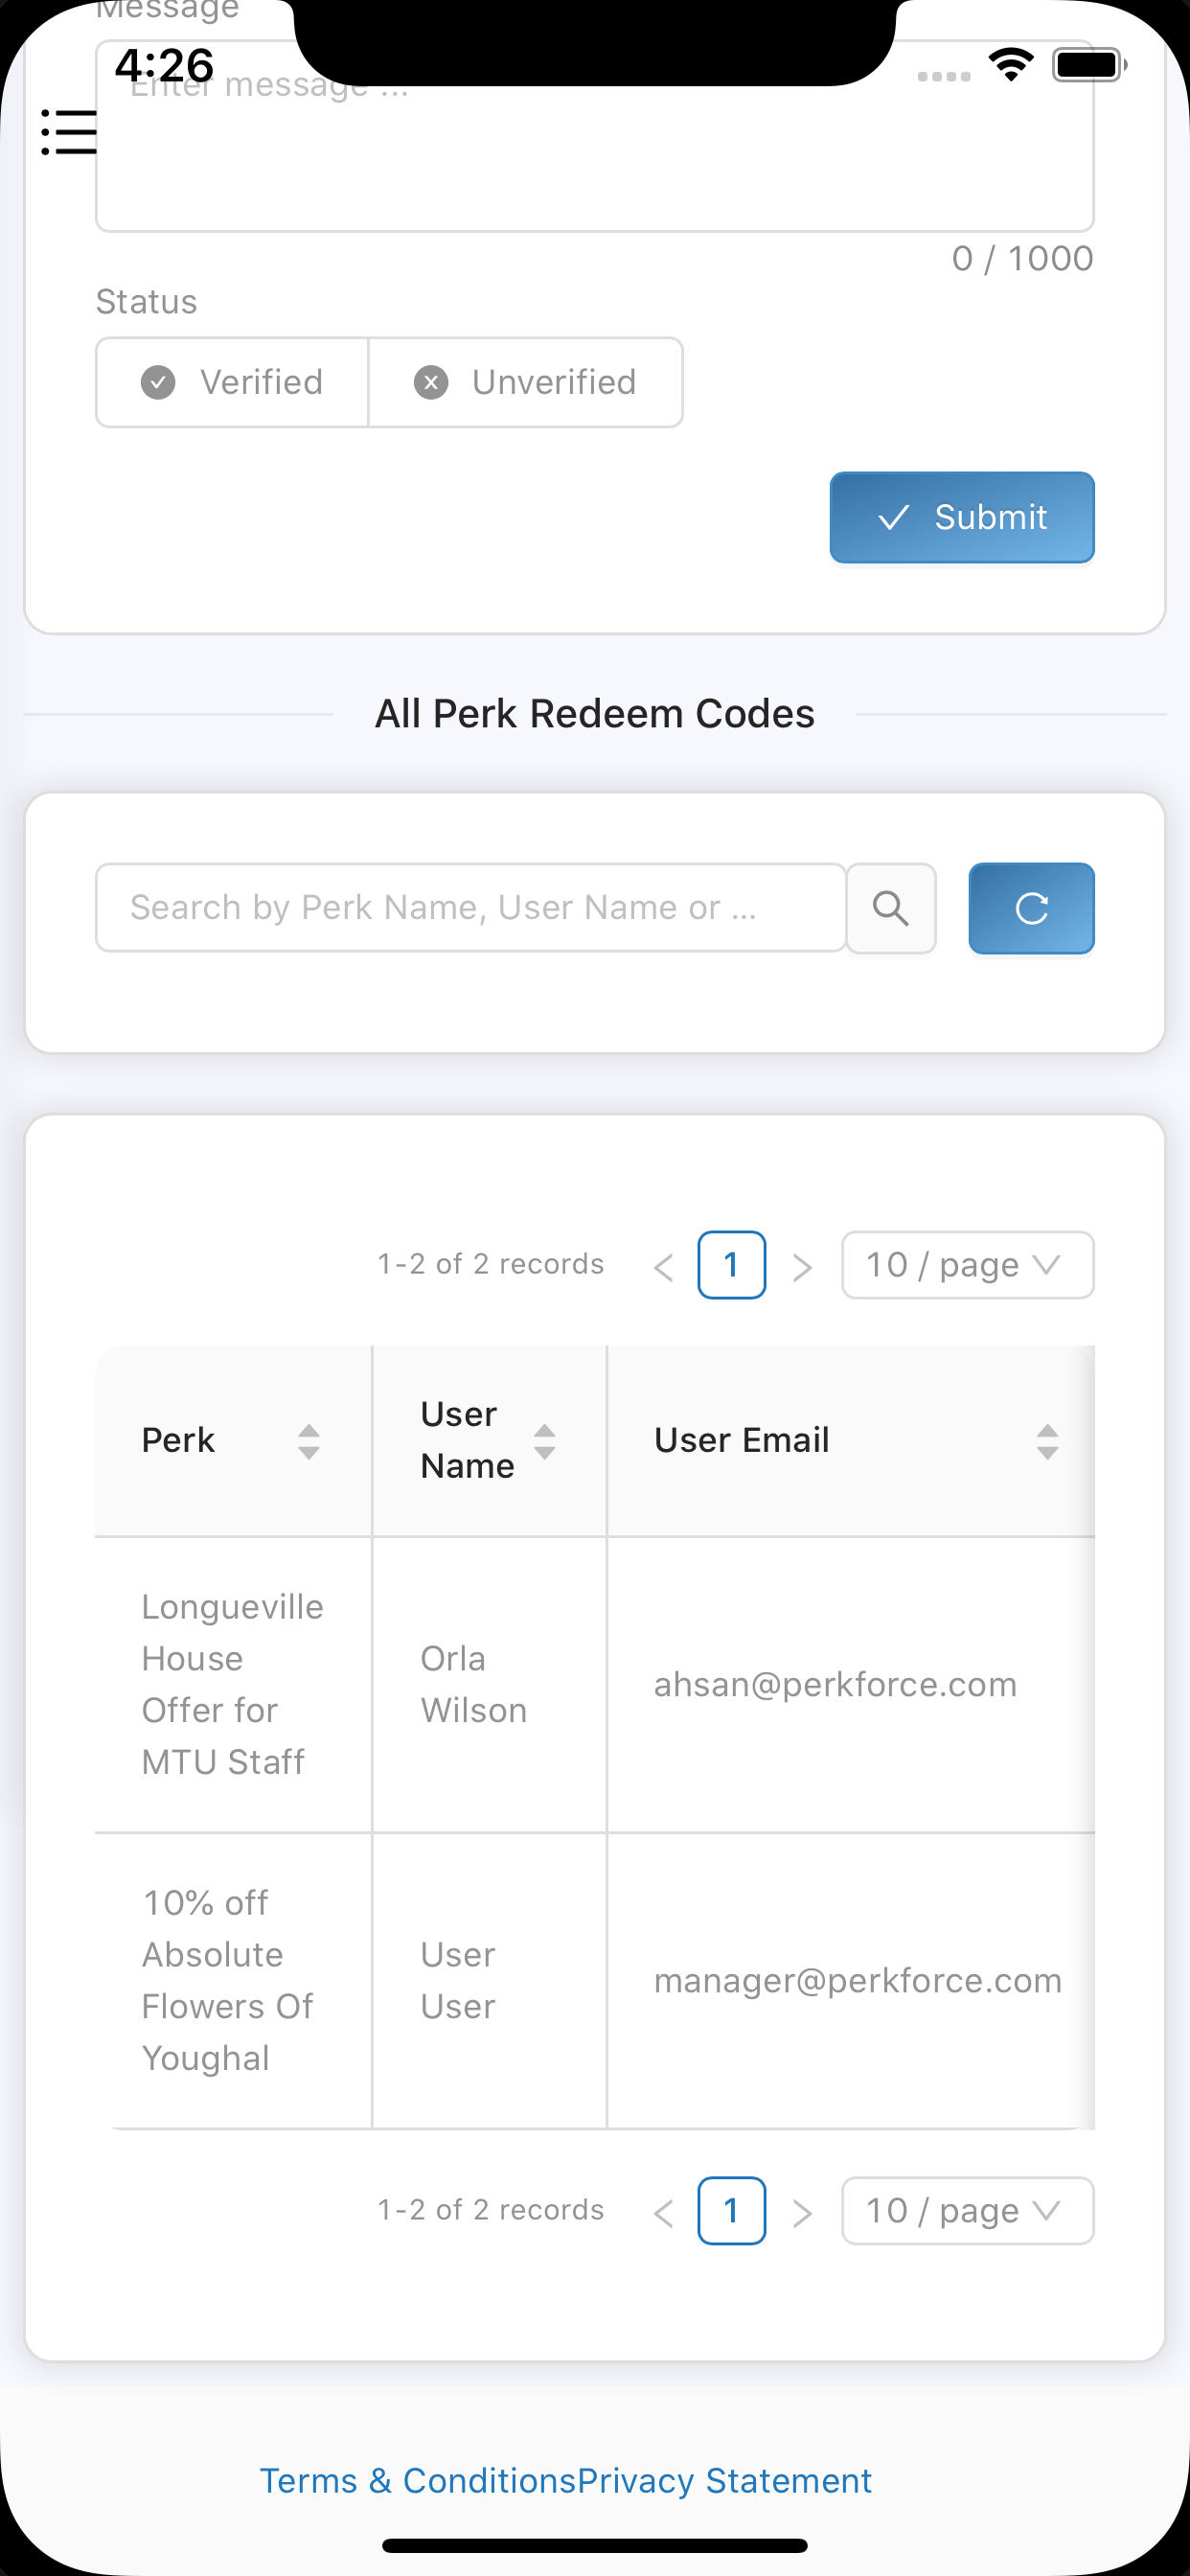 Message
4:26
Enter message ...
0 / 1000
Status
Verified
Unverified
Submit
All Perk Redeem Codes
Search by Perk Name, User Name or ...
1-2 of 2 records
1
10 / page
Perk
User
Name
User Email
Longueville
House
Offer for
MTU Staff
Orla
Wilson
ahsan@perkforce.com
10% off
Absolute
Flowers Of
Youghal
User
User
manager@perkforce.com
1-2 of 2 records
1
10 / page
Terms & ConditionsPrivacy Statement